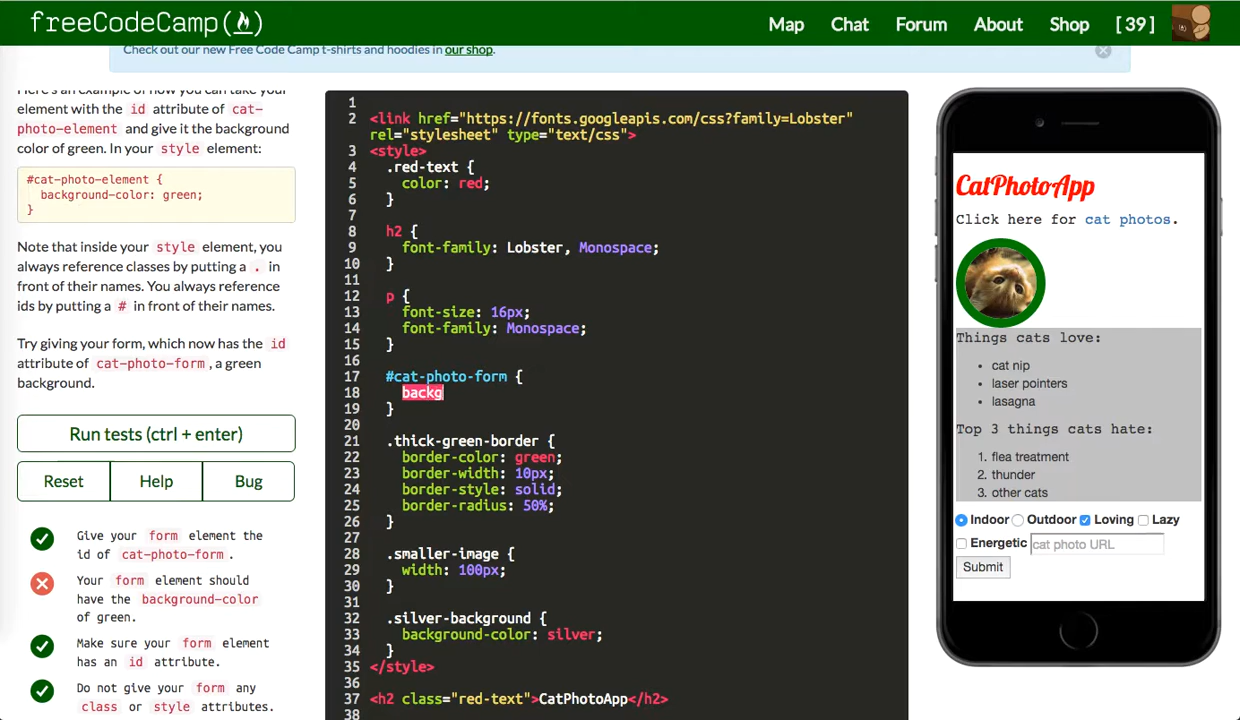 freeCodeCamp(🔥)
Map Chat Forum About Shop [ 39 ]
Check out our new Free Code Camp t-shirts and hoodies in our shop.
Here's an example of how you can take your
element with the id attribute of cat-
photo-element and give it the background
color of green. In your style element:
#cat-photo-element {
background-color: green;
}
Note that inside your style element, you
always reference classes by putting a . in
front of their names. You always reference
ids by putting a # in front of their names.
Try giving your form, which now has the id
attribute of cat-photo-form , a green
background.
Run tests (ctrl + enter)
Reset Help Bug
Give your form element the
id of cat-photo-form .
Your form element should
have the background-color
of green.
Make sure your form element
has an id attribute.
Do not give your form any
class or style attributes.
1
2 <link href="https://fonts.googleapis.com/css?family=Lobster"
rel="stylesheet" type="text/css">
3 <style>
4 .red-text {
5 color: red;
6 }
7
8 h2 {
9 font-family: Lobster, Monospace;
10 }
11
12 p {
13 font-size: 16px;
14 font-family: Monospace;
15 }
16
17 #cat-photo-form {
18 backg
19 }
20
21 .thick-green-border {
22 border-color: green;
23 border-width: 10px;
24 border-style: solid;
25 border-radius: 50%;
26 }
27
28 .smaller-image {
29 width: 100px;
30 }
31
32 .silver-background {
33 background-color: silver;
34 }
35 </style>
36
37 <h2 class="red-text">CatPhotoApp</h2>
38
CatPhotoApp
Click here for cat photos.
Things cats love:
• cat nip
• laser pointers
• lasagna
Top 3 things cats hate:
1. flea treatment
2. thunder
3. other cats
Indoor Outdoor Loving Lazy
Energetic cat photo URL
Submit